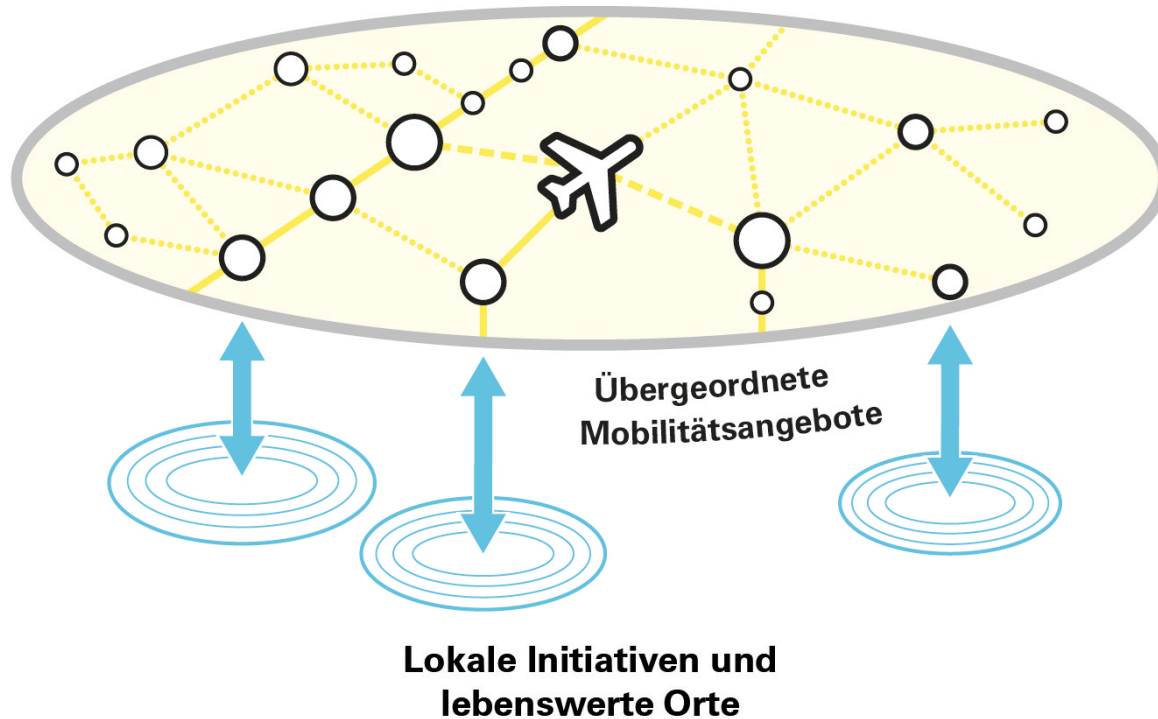 Übergeordnete
Mobilitätsangebote
Lokale Initiativen und
lebenswerte Orte